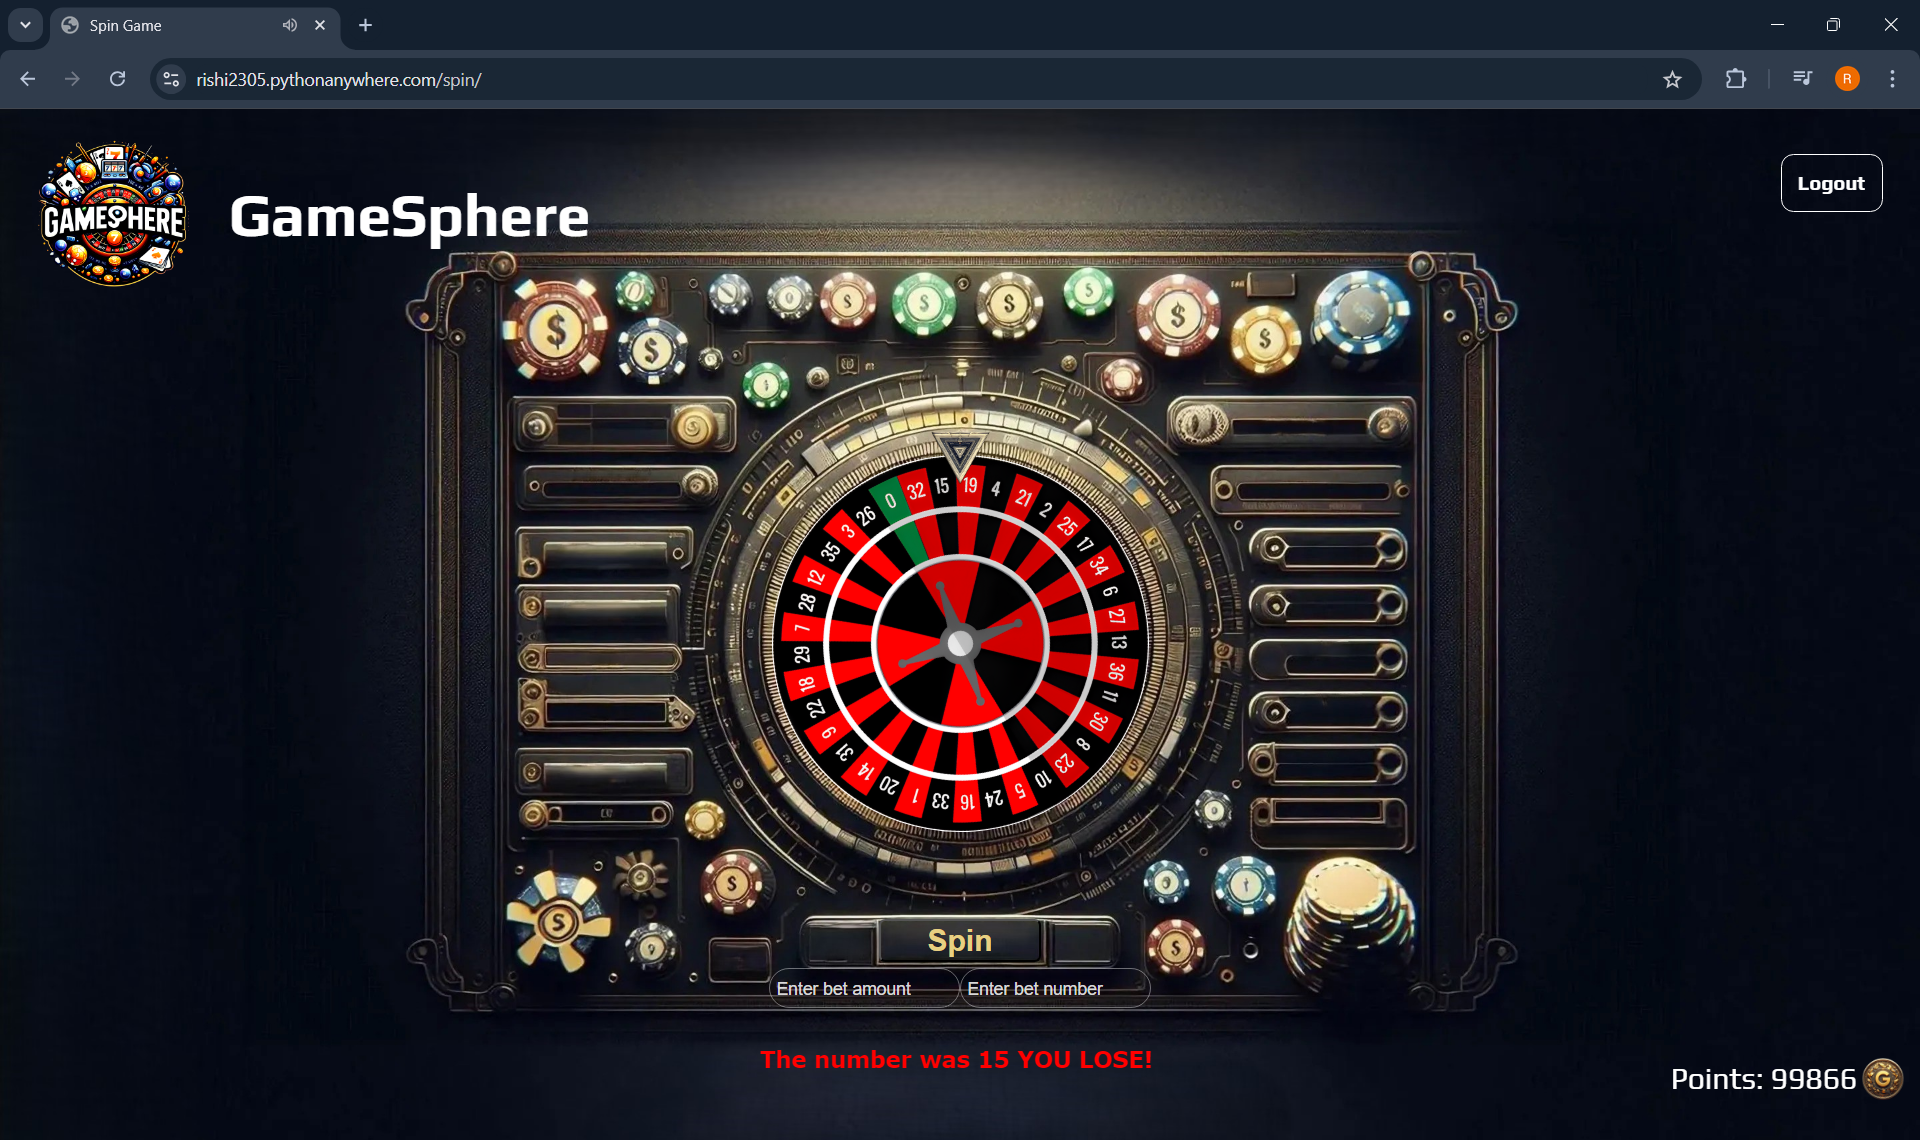 Spin Game
rishi2305.pythonanywhere.com/spin/
R
GAMESPHERE
GameSphere
Logout
0 32 15 19 4 21 2 25 17 34 6 27 13 36 11 30 8 23 10 5 24 16 33 1 20 14 31 9 22 18 29 7 28 12 35 3 26
Spin
Enter bet amount Enter bet number
The number was 15 YOU LOSE!
Points: 99866 G